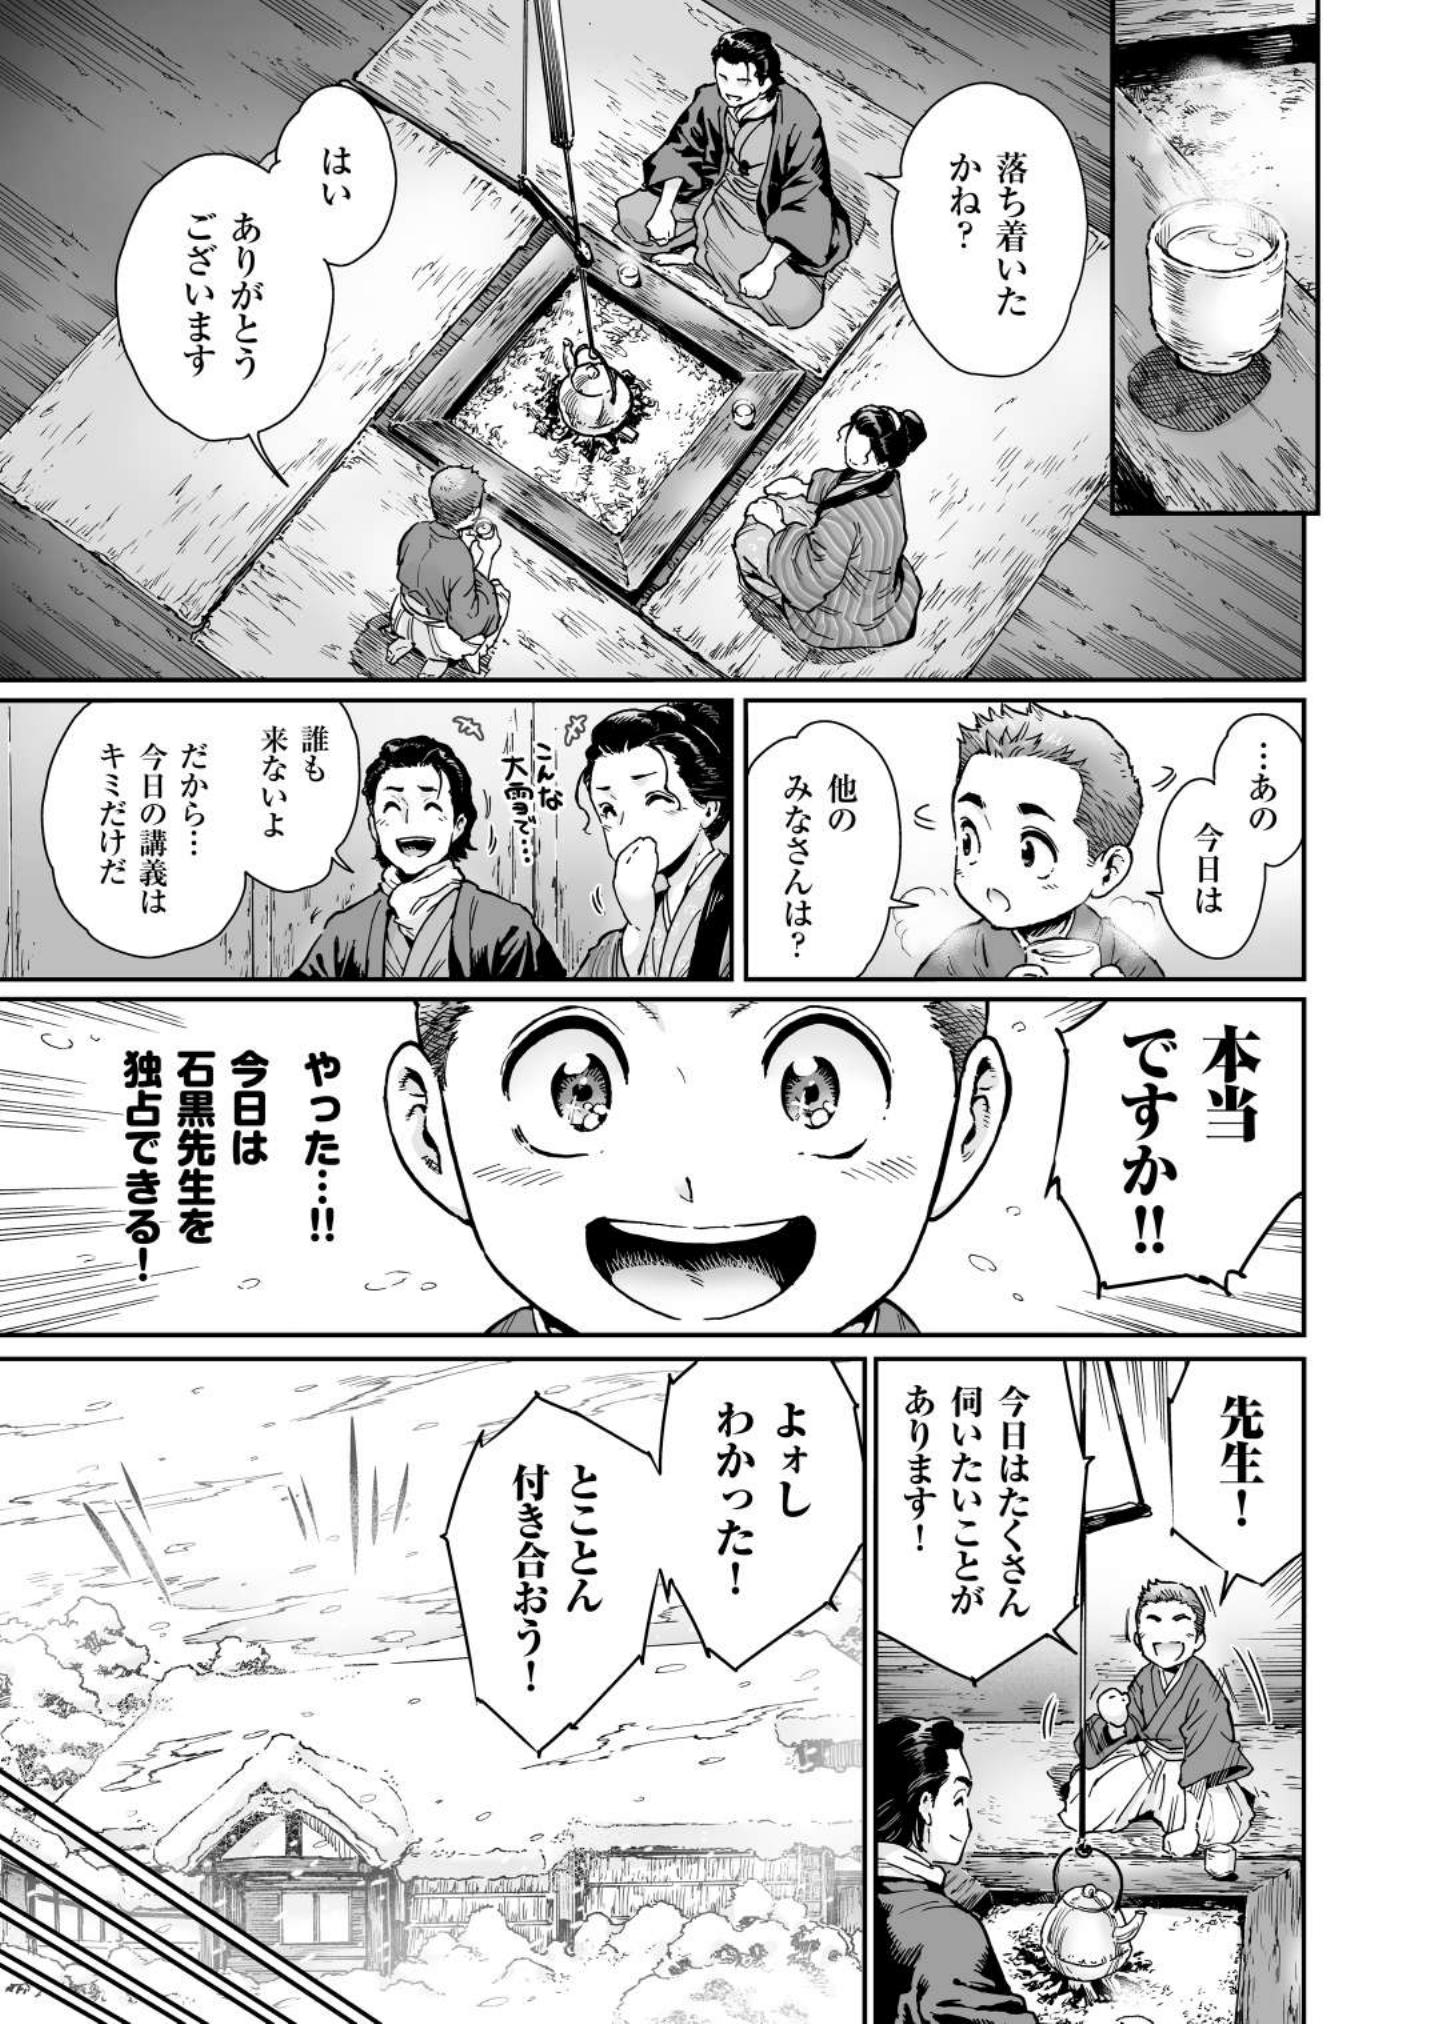 落ち着いた
かね？
はい
ありがとう
ございます
…あの
今日は
他の
みなさんは？
こんな
大雪で…
誰も
来ないよ
だから…
今日の講義は
キミだけだ
本当
ですか!!
やった…!!
今日は
石黒先生を
独占できる！
先生！
今日はたくさん
伺いたいことが
あります！
よォし
わかった！
とことん
付き合おう！